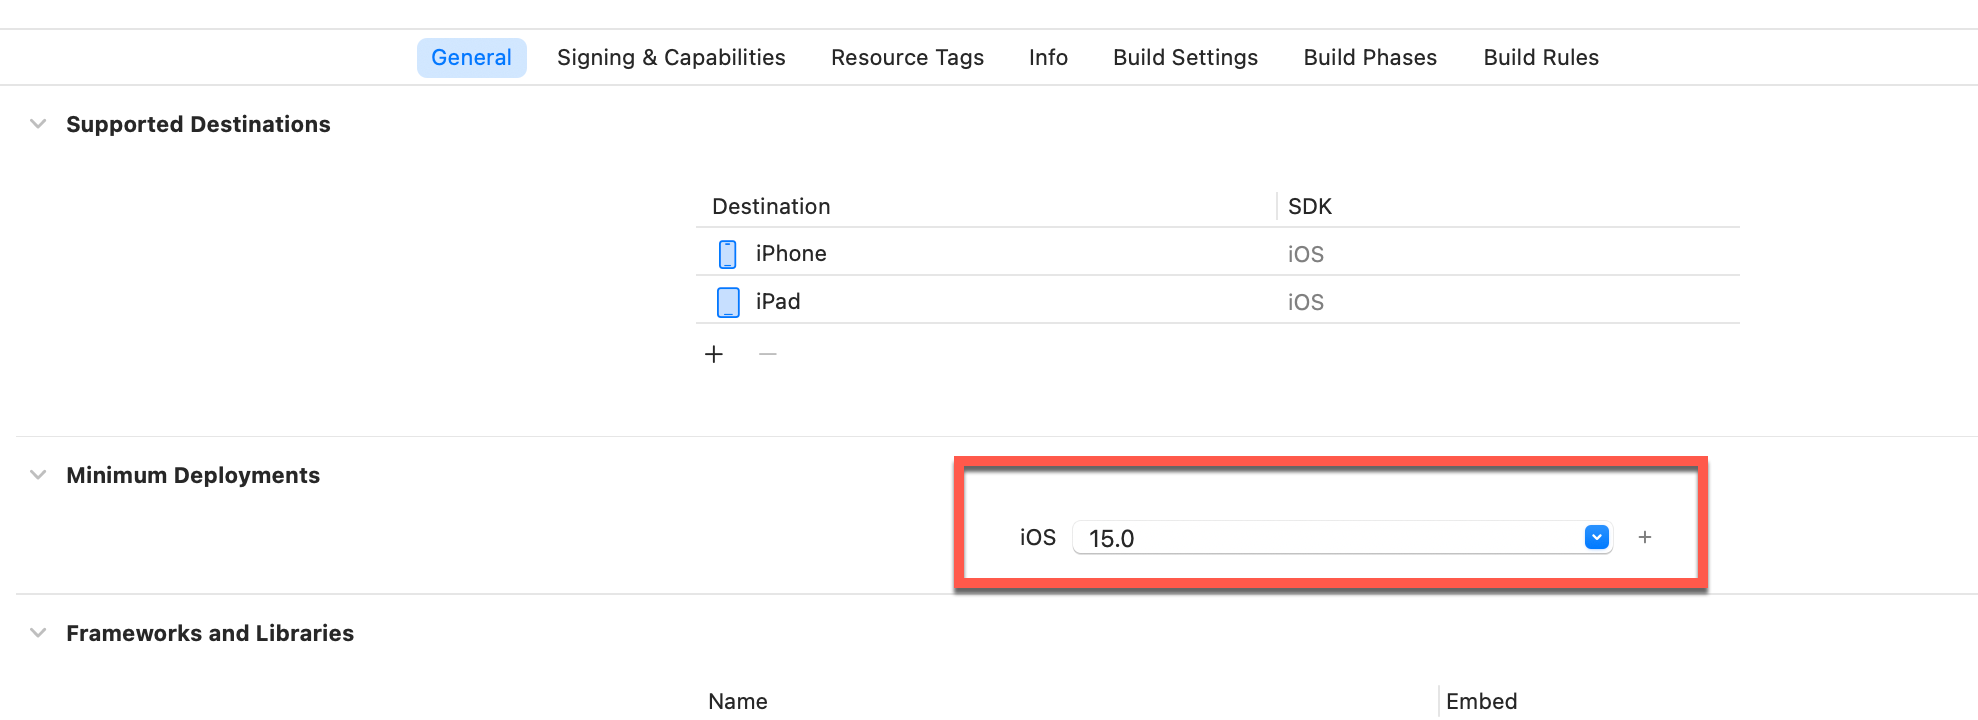 General Signing & Capabilities Resource Tags Info Build Settings Build Phases Build Rules
Supported Destinations
Destination SDK
iPhone iOS
iPad iOS
Minimum Deployments
iOS 15.0
Frameworks and Libraries
Name Embed